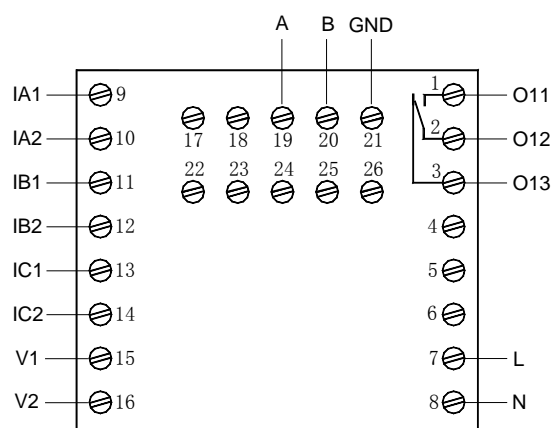 A B GND
IA1 9 1 O11
17 18 19 20 21
IA2 10 2 O12
22 23 24 25 26
IB1 11 3 O13
IB2 12 4
IC1 13 5
IC2 14 6
V1 15 7 L
V2 16 8 N